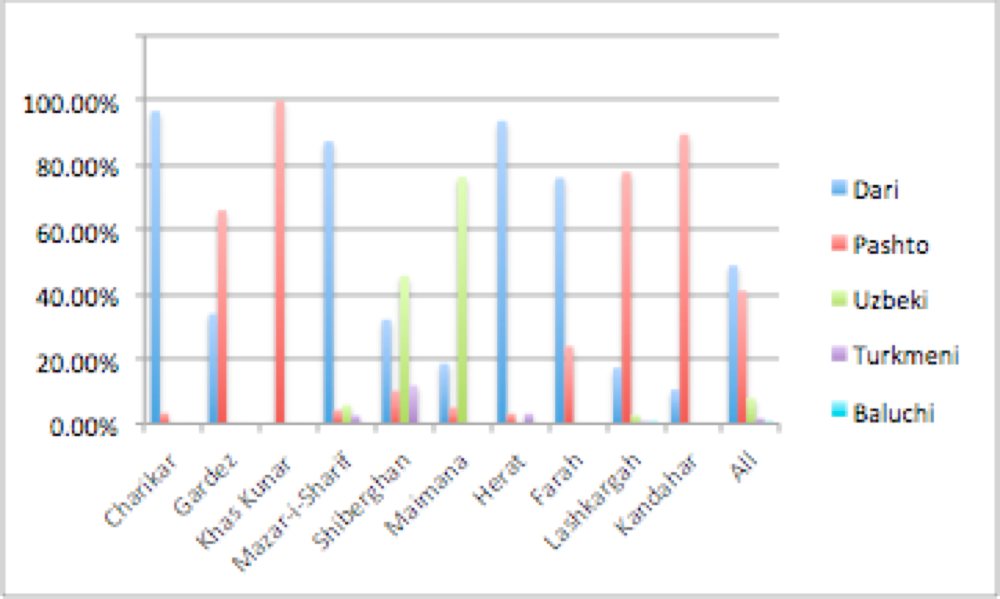 100.00%
80.00%
60.00%
40.00%
20.00%
0.00%
Charikar
Gardez
Khas Kunar
Mazar-i-Sharif
Shiberghan
Maimana
Herat
Farah
Lashkargah
Kandahar
All
Dari
Pashto
Uzbeki
Turkmeni
Baluchi